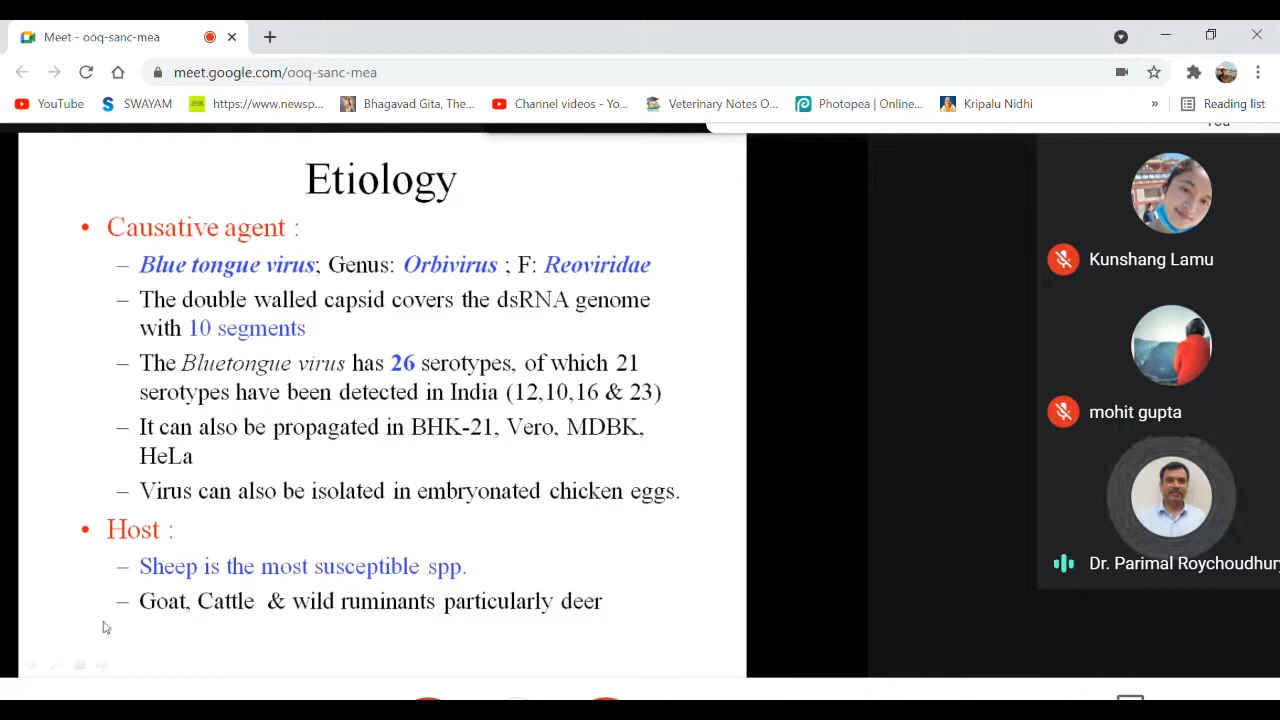 Meet - ooq-sanc-mea
meet.google.com/ooq-sanc-mea
YouTube
SWAYAM
https://www.newsp...
Bhagavad Gita, The...
Channel videos - Yo...
Veterinary Notes O...
Photopea | Online...
Kripalu Nidhi
»
Reading list
You
Etiology
• Causative agent :
– Blue tongue virus; Genus: Orbivirus ; F: Reoviridae
– The double walled capsid covers the dsRNA genome
with 10 segments
– The Bluetongue virus has 26 serotypes, of which 21
serotypes have been detected in India (12,10,16 & 23)
– It can also be propagated in BHK-21, Vero, MDBK,
HeLa
– Virus can also be isolated in embryonated chicken eggs.
• Host :
– Sheep is the most susceptible spp.
– Goat, Cattle & wild ruminants particularly deer
Kunshang Lamu
mohit gupta
Dr. Parimal Roychoudhury